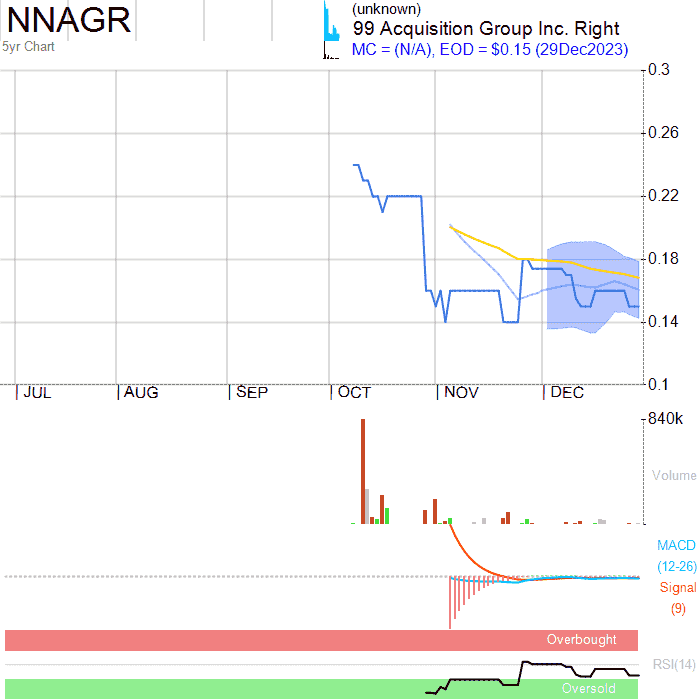 NNAGR
5yr Chart
(unknown)
99 Acquisition Group Inc. Right
MC = (N/A), EOD = $0.15 (29Dec2023)
0.3
0.26
0.22
0.18
0.14
0.1
JUL AUG SEP OCT NOV DEC
840k
Volume
MACD
(12-26)
Signal
(9)
Overbought
RSI(14)
Oversold